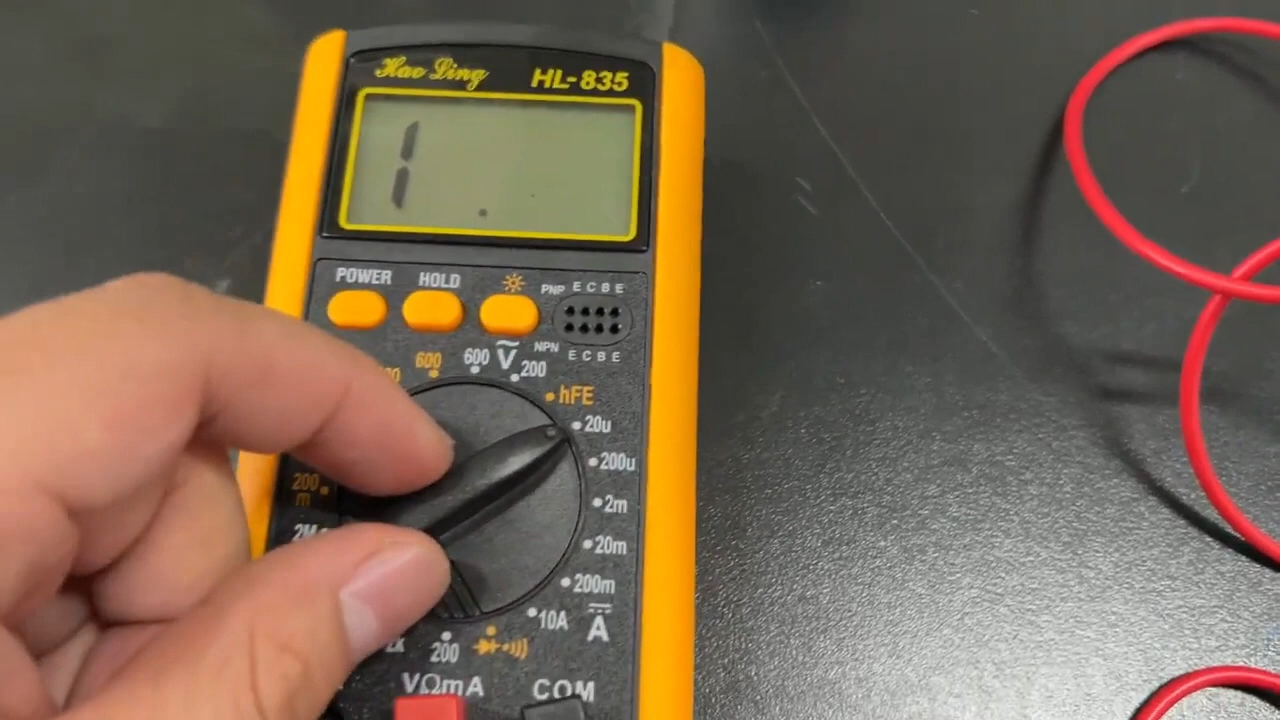 Hao Ling HL-835
1.
POWER HOLD PNP E C B E
NPN E C B E
600 600 V 200
hFE
20u
200u
200
m
2m
2M
20m
200m
10A A
200
VΩmA COM